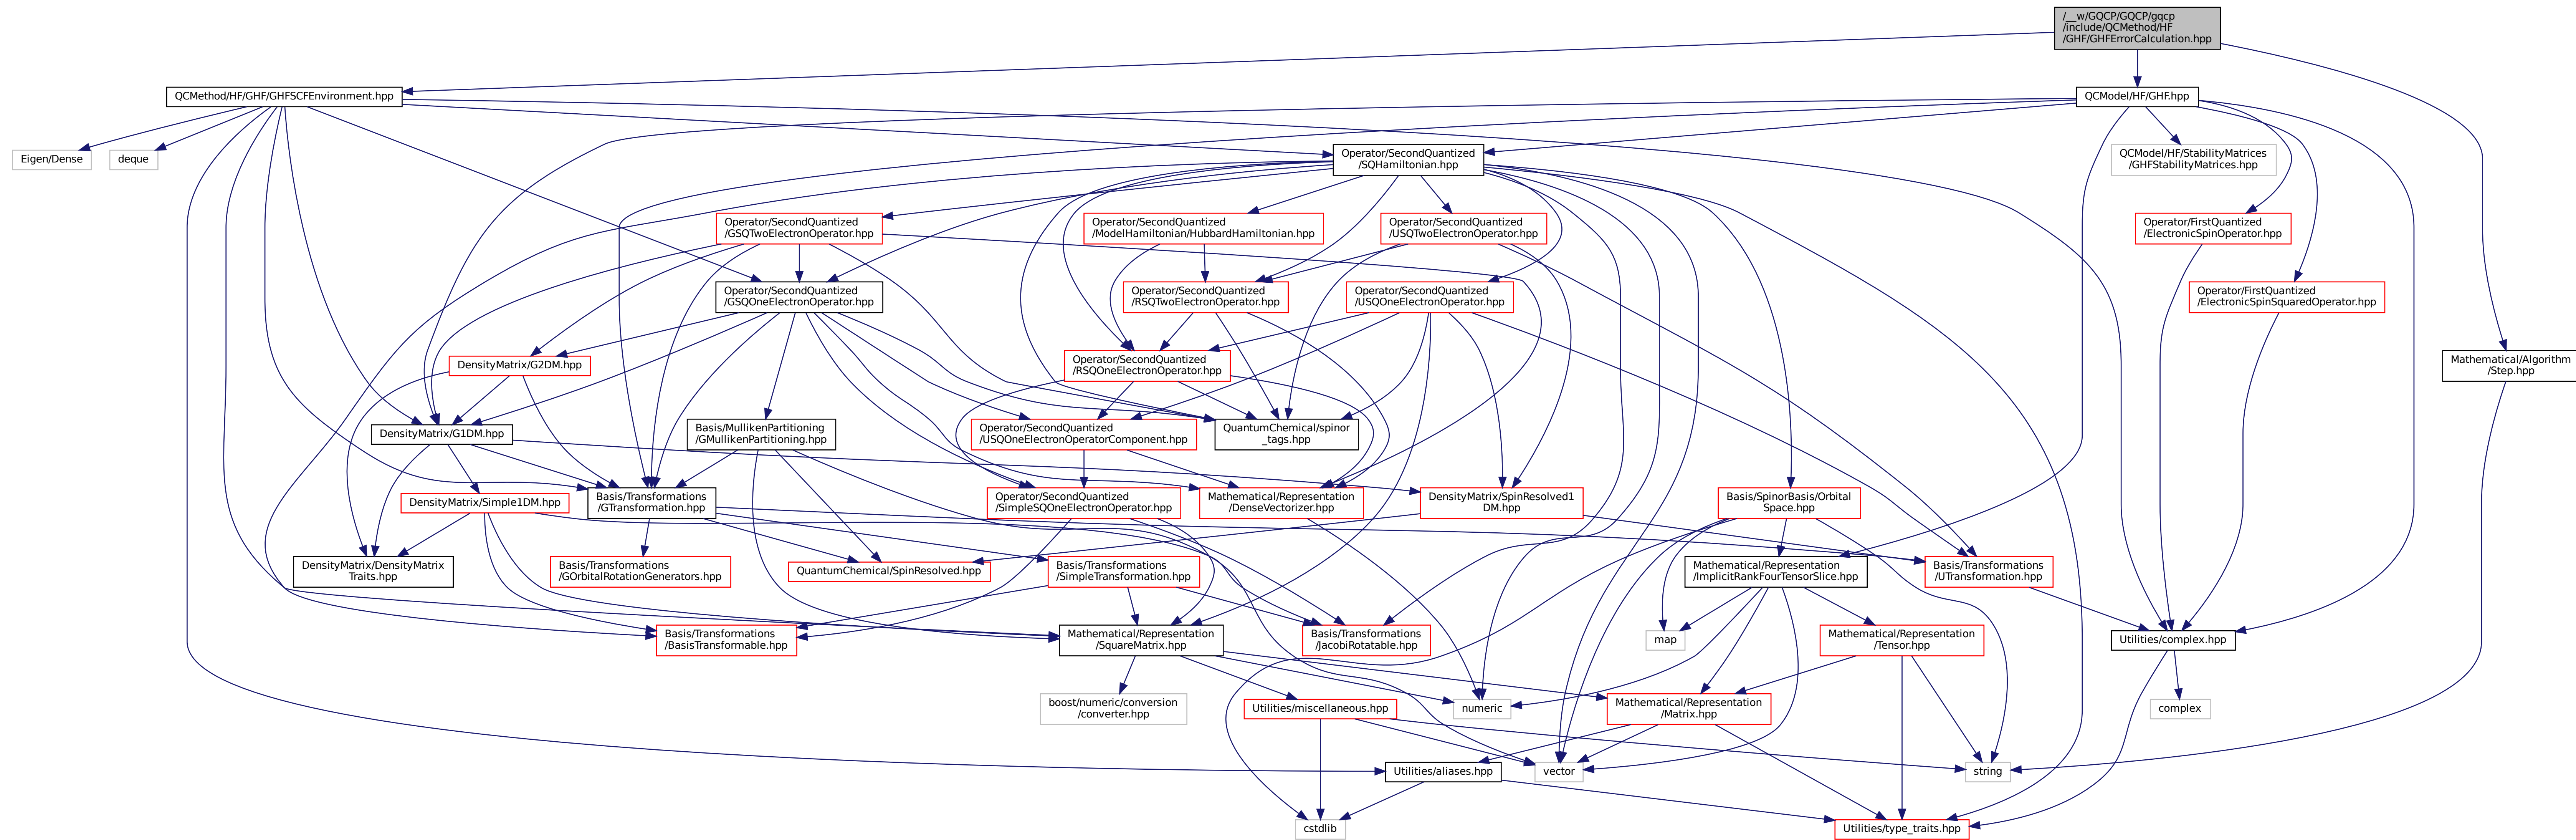 /__w/GQCP/GQCP/gqcp
/include/QCMethod/HF
/GHF/GHFErrorCalculation.hpp
QCMethod/HF/GHF/GHFSCFEnvironment.hpp
QCModel/HF/GHF.hpp
Eigen/Dense
deque
Operator/SecondQuantized
/SQHamiltonian.hpp
QCModel/HF/StabilityMatrices
/GHFStabilityMatrices.hpp
Operator/SecondQuantized
/GSQTwoElectronOperator.hpp
Operator/SecondQuantized
/ModelHamiltonian/HubbardHamiltonian.hpp
Operator/SecondQuantized
/USQTwoElectronOperator.hpp
Operator/FirstQuantized
/ElectronicSpinOperator.hpp
Operator/SecondQuantized
/GSQOneElectronOperator.hpp
Operator/SecondQuantized
/RSQTwoElectronOperator.hpp
Operator/SecondQuantized
/USQOneElectronOperator.hpp
Operator/FirstQuantized
/ElectronicSpinSquaredOperator.hpp
DensityMatrix/G2DM.hpp
Operator/SecondQuantized
/RSQOneElectronOperator.hpp
Mathematical/Algorithm
/Step.hpp
DensityMatrix/G1DM.hpp
Basis/MullikenPartitioning
/GMullikenPartitioning.hpp
Operator/SecondQuantized
/USQOneElectronOperatorComponent.hpp
QuantumChemical/spinor
_tags.hpp
DensityMatrix/Simple1DM.hpp
Basis/Transformations
/GTransformation.hpp
Operator/SecondQuantized
/SimpleSQOneElectronOperator.hpp
Mathematical/Representation
/DenseVectorizer.hpp
DensityMatrix/SpinResolved1
DM.hpp
Basis/SpinorBasis/Orbital
Space.hpp
DensityMatrix/DensityMatrix
Traits.hpp
Basis/Transformations
/GOrbitalRotationGenerators.hpp
QuantumChemical/SpinResolved.hpp
Basis/Transformations
/SimpleTransformation.hpp
Mathematical/Representation
/ImplicitRankFourTensorSlice.hpp
Basis/Transformations
/UTransformation.hpp
Basis/Transformations
/BasisTransformable.hpp
Mathematical/Representation
/SquareMatrix.hpp
Basis/Transformations
/JacobiRotatable.hpp
map
Mathematical/Representation
/Tensor.hpp
Utilities/complex.hpp
boost/numeric/conversion
/converter.hpp
Utilities/miscellaneous.hpp
numeric
Mathematical/Representation
/Matrix.hpp
complex
Utilities/aliases.hpp
vector
string
cstdlib
Utilities/type_traits.hpp